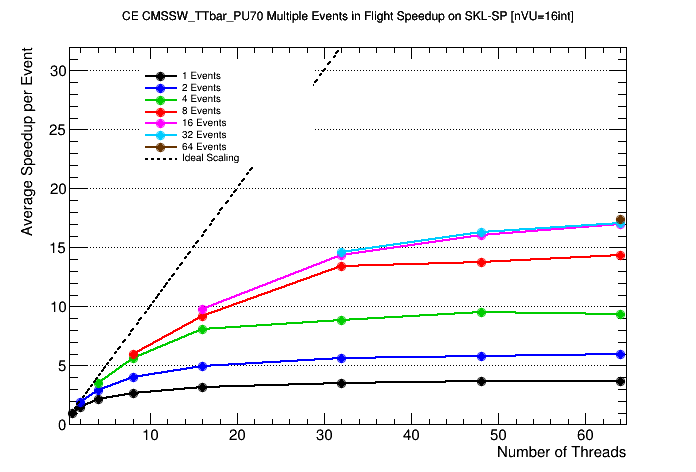 CE CMSSW_TTbar_PU70 Multiple Events in Flight Speedup on SKL-SP [nVU=16int]
Average Speedup per Event
30
25
20
15
10
5
0
1 Events
2 Events
4 Events
8 Events
16 Events
32 Events
64 Events
Ideal Scaling
10 20 30 40 50 60
Number of Threads